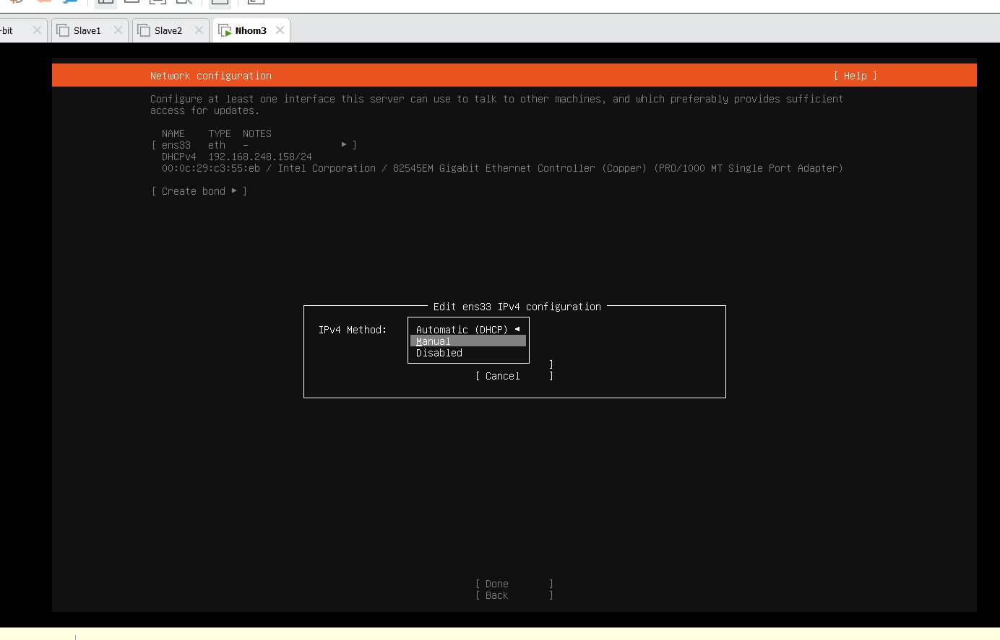 -bit
Slave1
Slave2
Nhom3
Network configuration [ Help ]
Configure at least one interface this server can use to talk to other machines, and which preferably provides sufficient
access for updates.
NAME TYPE NOTES
[ ens33 eth - ▸ ]
DHCPv4 192.168.248.158/24
00:0c:29:c3:55:eb / Intel Corporation / 82545EM Gigabit Ethernet Controller (Copper) (PRO/1000 MT Single Port Adapter)
[ Create bond ▸ ]
Edit ens33 IPv4 configuration
IPv4 Method: Automatic (DHCP) ◂
Manual
Disabled
]
[ Cancel ]
[ Done ]
[ Back ]